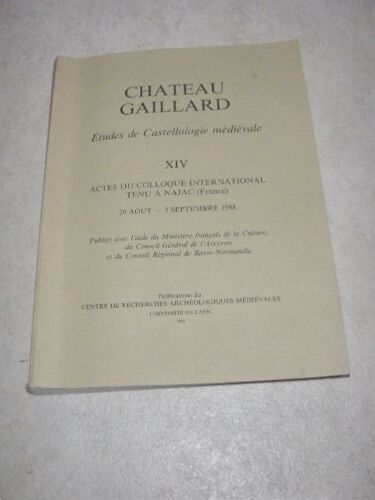 CHATEAU
GAILLARD
Etudes de Castellologie médiévale
XIV
ACTES DU COLLOQUE INTERNATIONAL
TENU A NAJAC (France)
29 AOUT — 3 SEPTEMBRE 1988
Publiés avec l'aide du Ministère français de la Culture,
du Conseil Général de l'Aveyron
et du Conseil Régional de Basse-Normandie
Publications du
CENTRE DE RECHERCHES ARCHÉOLOGIQUES MÉDIÉVALES
UNIVERSITÉ DE CAEN